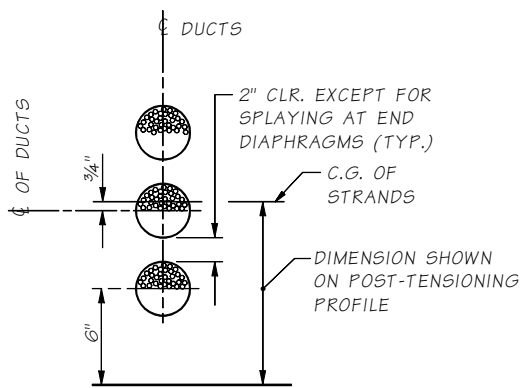 ℄ DUCTS
2" CLR. EXCEPT FOR
SPLAYING AT END
DIAPHRAGMS (TYP.)
℄ OF DUCTS
3/4"
C.G. OF
STRANDS
DIMENSION SHOWN
ON POST-TENSIONING
PROFILE
6"